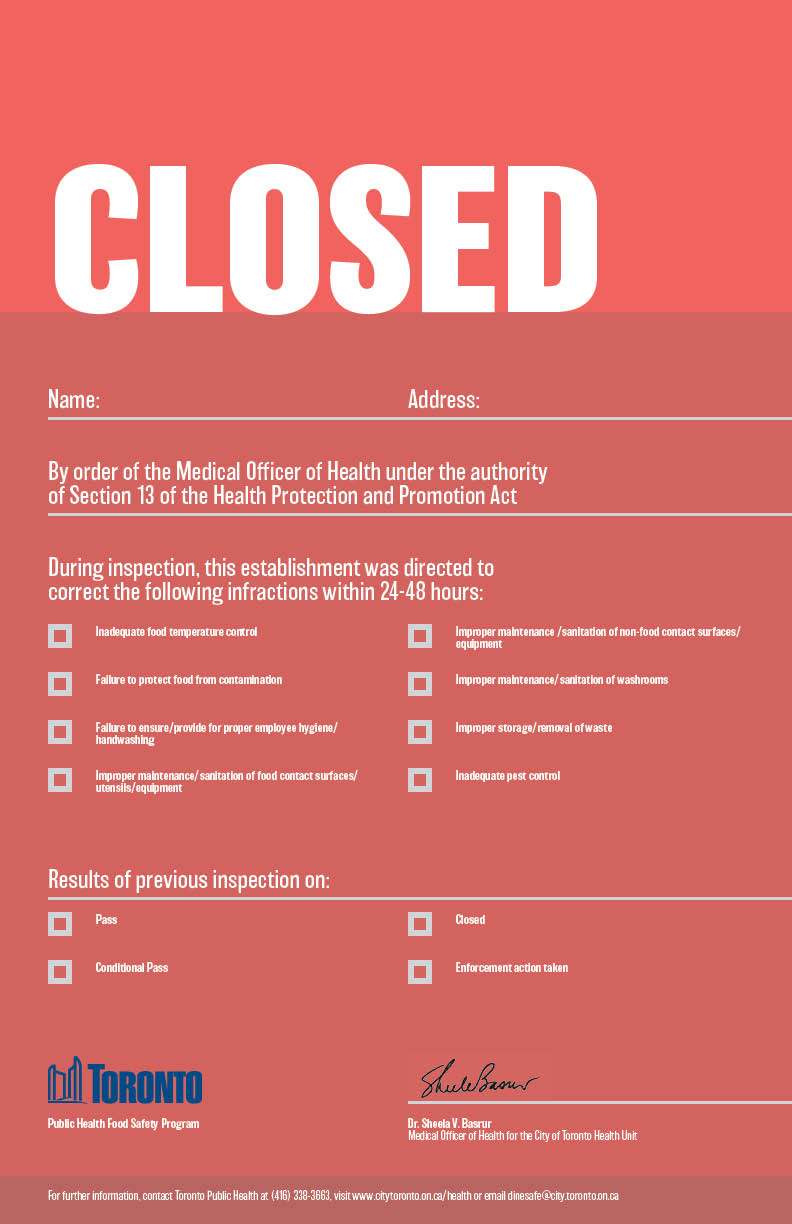 CLOSED
Name: Address:
By order of the Medical Officer of Health under the authority
of Section 13 of the Health Protection and Promotion Act
During inspection, this establishment was directed to
correct the following infractions within 24-48 hours:
Inadequate food temperature control
Failure to protect food from contamination
Failure to ensure/provide for proper employee hygiene/
handwashing
Improper maintenance/sanitation of food contact surfaces/
utensils/equipment
Improper maintenance /sanitation of non-food contact surfaces/
equipment
Improper maintenance/sanitation of washrooms
Improper storage/removal of waste
Inadequate pest control
Results of previous inspection on:
Pass
Conditional Pass
Closed
Enforcement action taken
TORONTO
Public Health Food Safety Program
Sheela Basrur
Dr. Sheela V. Basrur
Medical Officer of Health for the City of Toronto Health Unit
For further information, contact Toronto Public Health at (416) 338-3663, visit www.citytoronto.on.ca/health or email dinesafe@city.toronto.on.ca